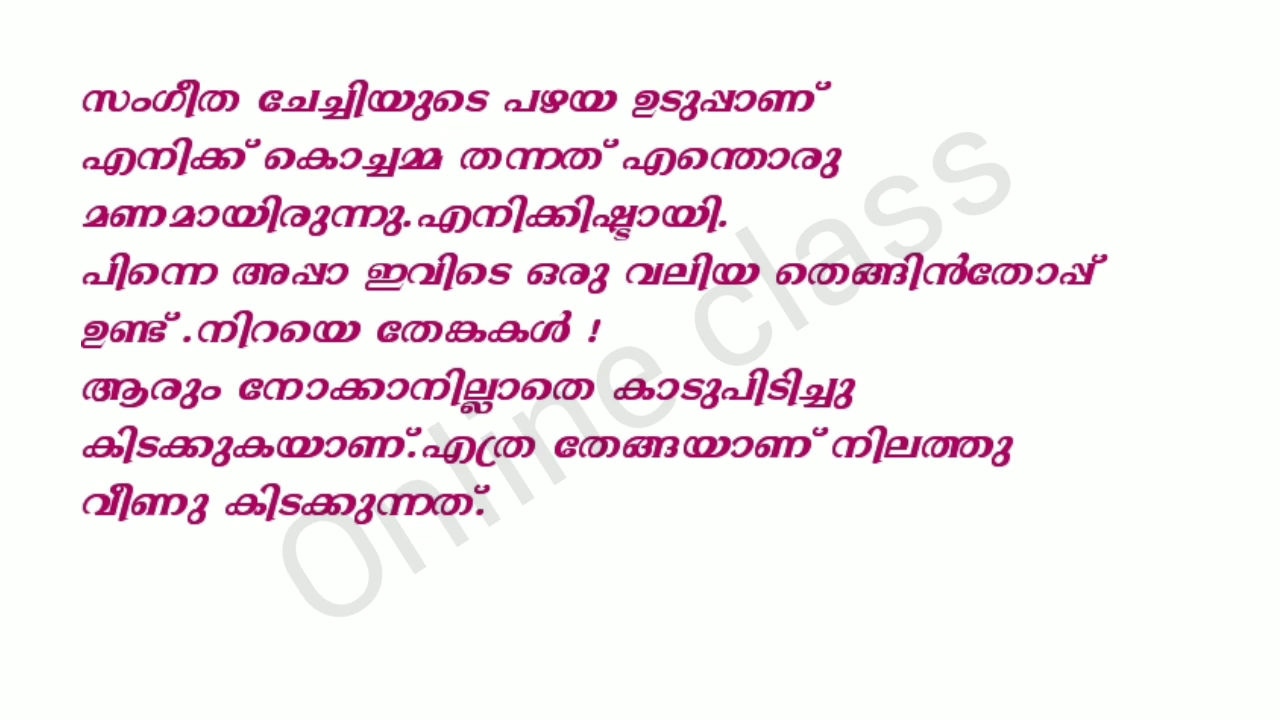 സംഗീത ചേച്ചിയുടെ പഴയ ഉടുപ്പാണ്
എനിക്ക് കൊച്ചമ്മ തന്നത് എന്തൊരു
മണമായിരുന്നു.എനിക്കിഷ്ടായി.
പിന്നെ അപ്പാ ഇവിടെ ഒരു വലിയ തെങ്ങിൻതോപ്പ്
ഉണ്ട് .നിറയെ തേങ്കകൾ !
ആരും നോക്കാനില്ലാതെ കാടുപിടിച്ചു
കിടക്കുകയാണ്.എത്ര തേങ്ങയാണ് നിലത്തു
വീണു കിടക്കുന്നത്.
Online class